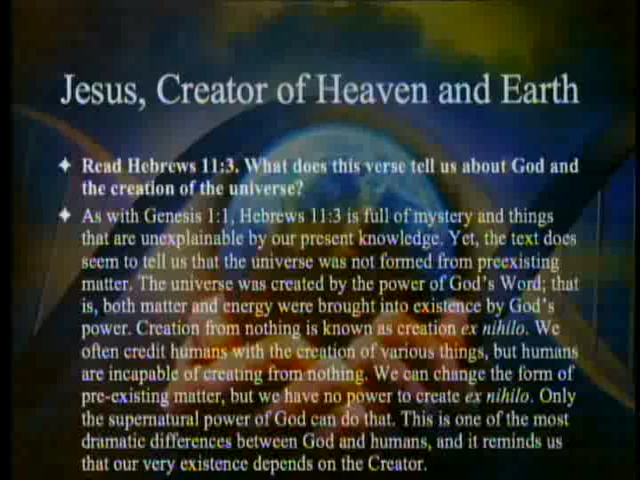 Jesus, Creator of Heaven and Earth
Read Hebrews 11:3. What does this verse tell us about God and
the creation of the universe?
As with Genesis 1:1, Hebrews 11:3 is full of mystery and things
that are unexplainable by our present knowledge. Yet, the text does
seem to tell us that the universe was not formed from preexisting
matter. The universe was created by the power of God's Word; that
is, both matter and energy were brought into existence by God's
power. Creation from nothing is known as creation ex nihilo. We
often credit humans with the creation of various things, but humans
are incapable of creating from nothing. We can change the form of
pre-existing matter, but we have no power to create ex nihilo. Only
the supernatural power of God can do that. This is one of the most
dramatic differences between God and humans, and it reminds us
that our very existence depends on the Creator.